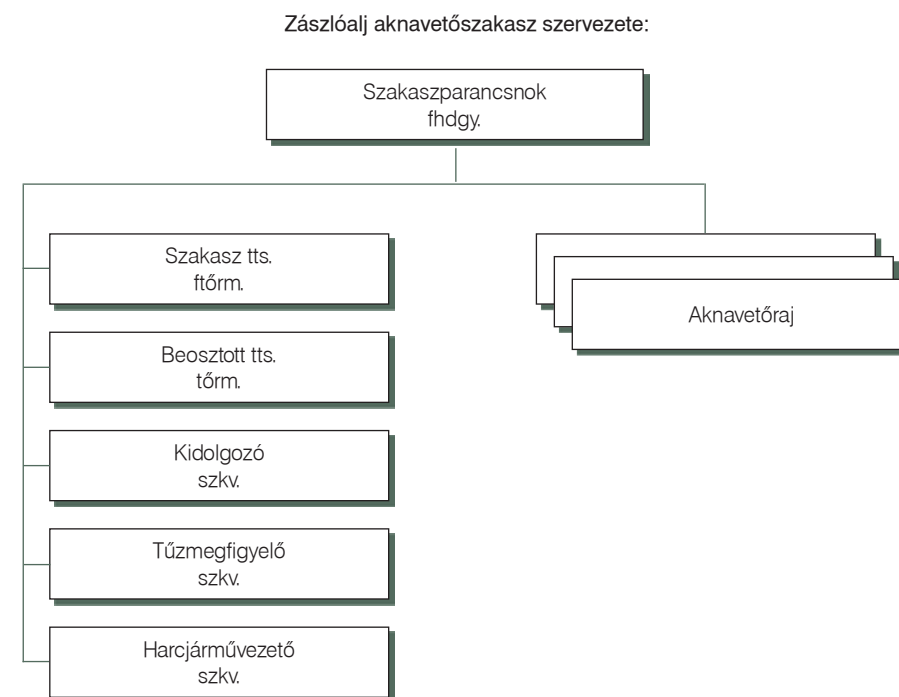 Zászlóalj aknavetőszakasz szervezete:
Szakaszparancsnok
fhdgy.
Szakasz tts.
ftőrm.
Beosztott tts.
tőrm.
Kidolgozó
szkv.
Tűzmegfigyelő
szkv.
Harcjárművezető
szkv.
Aknavetőraj